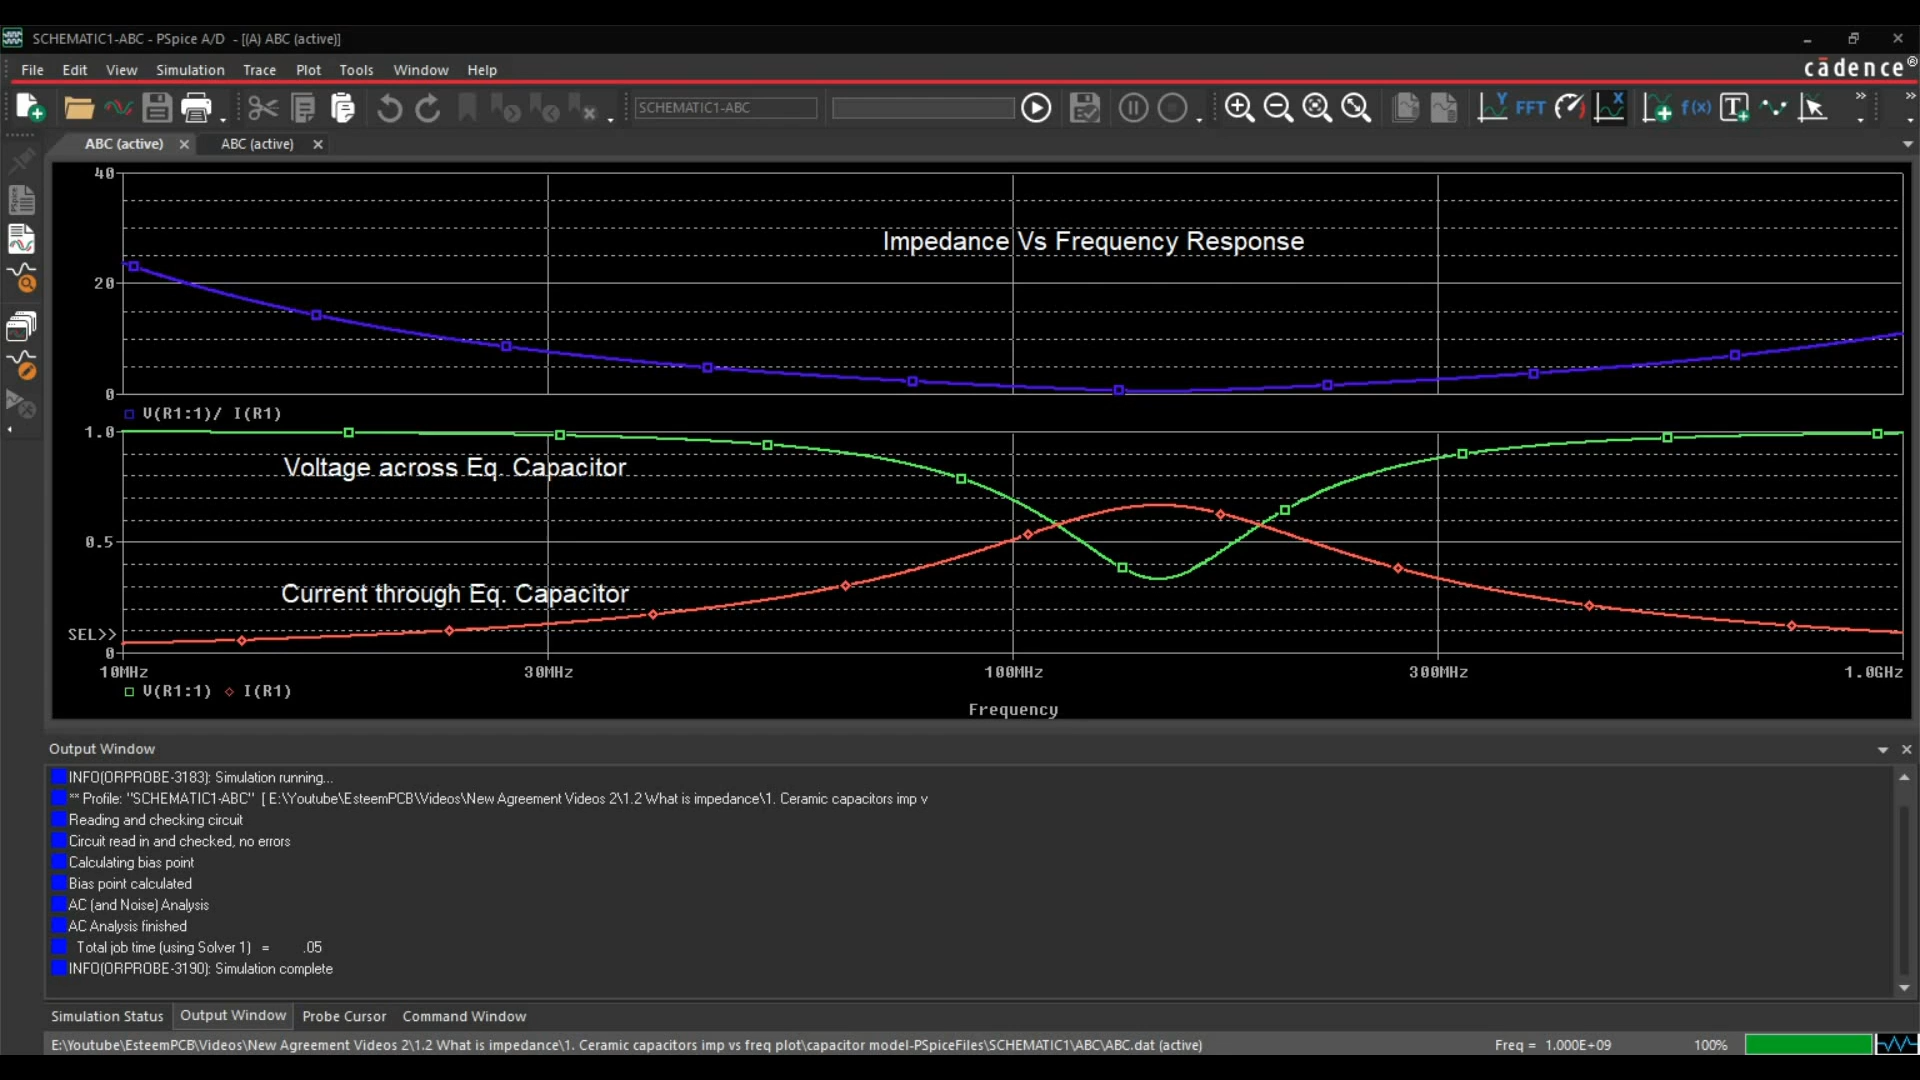 SCHEMATIC1-ABC - PSpice A/D - [(A) ABC (active)]
File Edit View Simulation Trace Plot Tools Window Help
cādence®
SCHEMATIC1-ABC
FFT
f(x)
ABC (active)
ABC (active)
40
Impedance Vs Frequency Response
20
0
V(R1:1)/ I(R1)
1.0
Voltage across Eq. Capacitor
0.5
Current through Eq. Capacitor
SEL>>
0
10MHz 30MHz 100MHz 300MHz 1.0GHz
V(R1:1) I(R1)
Frequency
Output Window
INFO(ORPROBE-3183): Simulation running...
** Profile: "SCHEMATIC1-ABC" [ E:\Youtube\EsteemPCB\Videos\New Agreement Videos 2\1.2 What is impedance\1. Ceramic capacitors imp v
Reading and checking circuit
Circuit read in and checked, no errors
Calculating bias point
Bias point calculated
AC (and Noise) Analysis
AC Analysis finished
Total job time (using Solver 1) = .05
INFO(ORPROBE-3190): Simulation complete
Simulation Status Output Window Probe Cursor Command Window
E:\Youtube\EsteemPCB\Videos\New Agreement Videos 2\1.2 What is impedance\1. Ceramic capacitors imp vs freq plot\capacitor model-PSpiceFiles\SCHEMATIC1\ABC\ABC.dat (active) Freq = 1.000E+09 100%